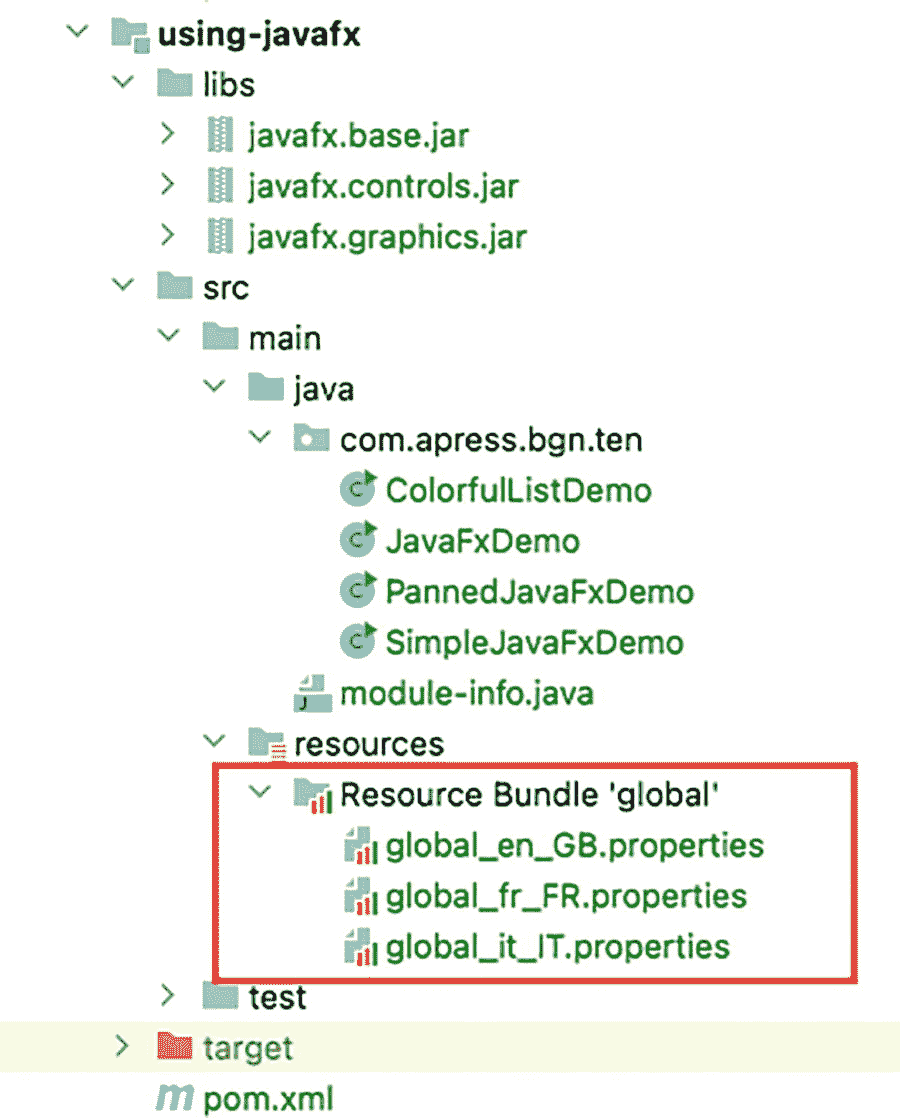 using-javafx
libs
javafx.base.jar
javafx.controls.jar
javafx.graphics.jar
src
main
java
com.apress.bgn.ten
C ColorfulListDemo
C JavaFxDemo
C PannedJavaFxDemo
C SimpleJavaFxDemo
J module-info.java
resources
Resource Bundle 'global'
global_en_GB.properties
global_fr_FR.properties
global_it_IT.properties
test
target
m pom.xml